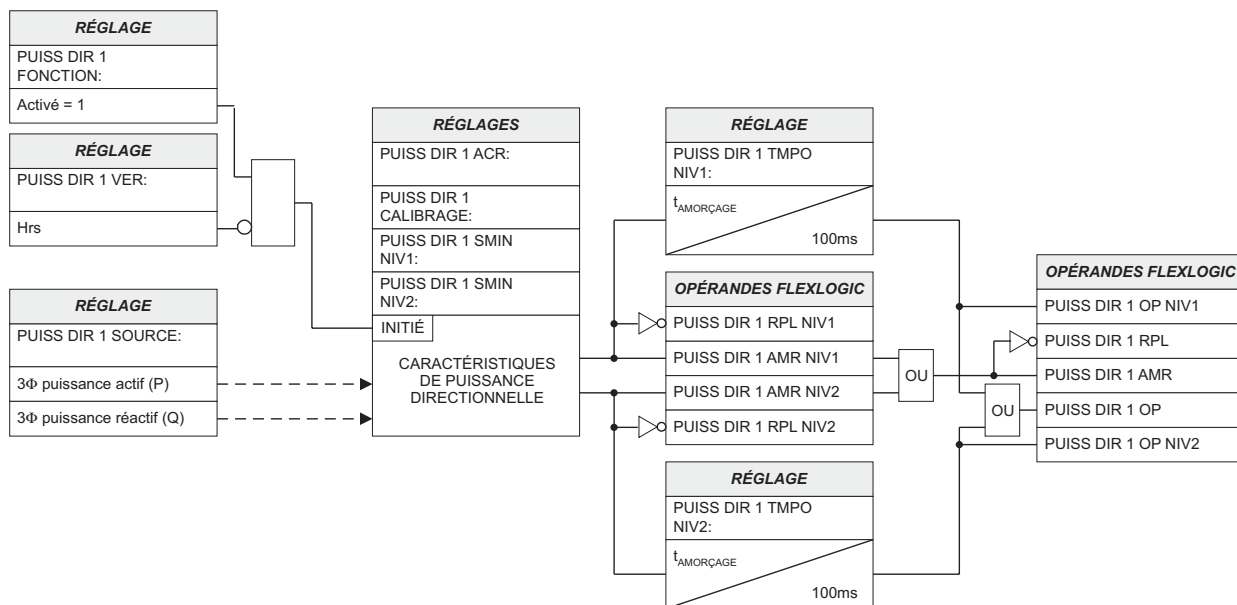 RÉGLAGE
PUISS DIR 1
FONCTION:
Activé = 1
RÉGLAGE
PUISS DIR 1 VER:
Hrs
RÉGLAGE
PUISS DIR 1 SOURCE:
3Φ puissance actif (P)
3Φ puissance réactif (Q)
RÉGLAGES
PUISS DIR 1 ACR:
PUISS DIR 1
CALIBRAGE:
PUISS DIR 1 SMIN
NIV1:
PUISS DIR 1 SMIN
NIV2:
INITIÉ
CARACTÉRISTIQUES
DE PUISSANCE
DIRECTIONNELLE
RÉGLAGE
PUISS DIR 1 TMPO
NIV1:
tAMORÇAGE
100ms
OPÉRANDES FLEXLOGIC
PUISS DIR 1 RPL NIV1
PUISS DIR 1 AMR NIV1
PUISS DIR 1 AMR NIV2
PUISS DIR 1 RPL NIV2
RÉGLAGE
PUISS DIR 1 TMPO
NIV2:
tAMORÇAGE
100ms
OU
OU
OPÉRANDES FLEXLOGIC
PUISS DIR 1 OP NIV1
PUISS DIR 1 RPL
PUISS DIR 1 AMR
PUISS DIR 1 OP
PUISS DIR 1 OP NIV2